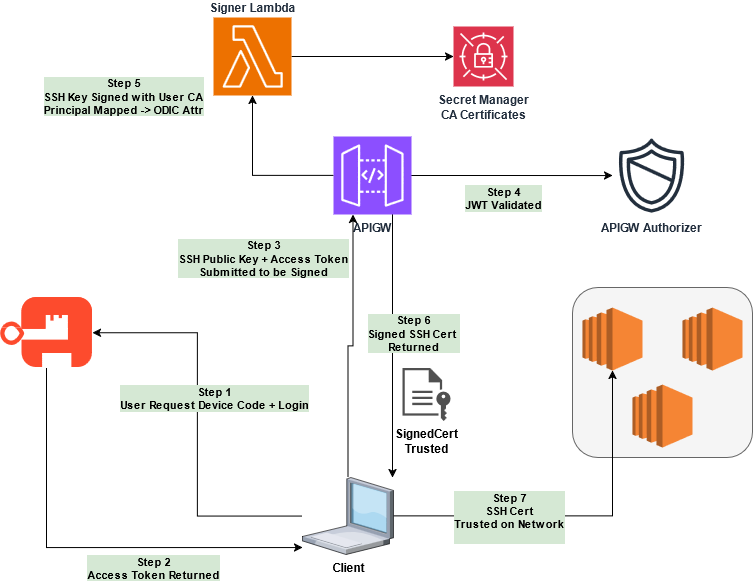 Signer Lambda
Step 5
SSH Key Signed with User CA
Principal Mapped -> ODIC Attr
Secret Manager
CA Certificates
</>
Step 4
JWT Validated
APIGW
APIGW Authorizer
Step 3
SSH Public Key + Access Token
Submitted to be Signed
Step 6
Signed SSH Cert
Returned
Step 1
User Request Device Code + Login
SignedCert
Trusted
Step 7
SSH Cert
Trusted on Network
Step 2
Access Token Returned
Client